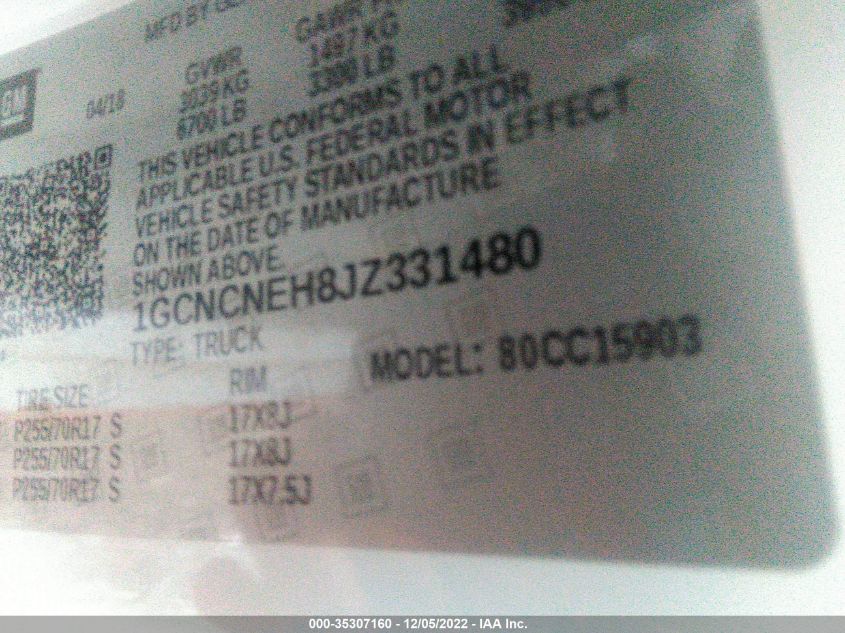 MFD BY
GM
04/18
GVWR
3039 KG
6700 LB
GAWR
1497 KG
3300 LB
THIS VEHICLE CONFORMS TO ALL
APPLICABLE U.S. FEDERAL MOTOR
VEHICLE SAFETY STANDARDS IN EFFECT
ON THE DATE OF MANUFACTURE
SHOWN ABOVE.
1GCNCNEH8JZ331480
TYPE: TRUCK
MODEL: 80CC15903
TIRE SIZE RIM
P255/70R17 S 17X8J
P255/70R17 S 17X8J
P255/70R17 S 17X7.5J
000-35307160 - 12/05/2022 - IAA Inc.